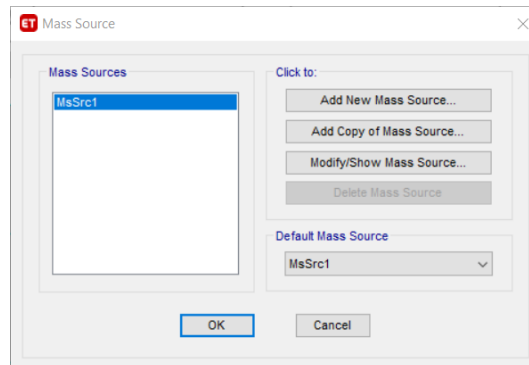 ET Mass Source
Mass Sources
MsSrc1
Click to:
Add New Mass Source...
Add Copy of Mass Source...
Modify/Show Mass Source...
Delete Mass Source
Default Mass Source
MsSrc1
OK
Cancel